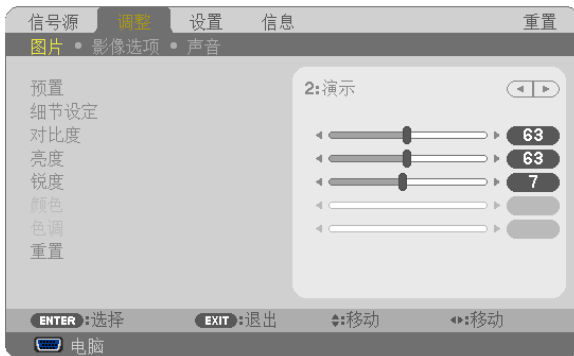 信号源 调整 设置 信息 重置
图片 • 影像选项 • 声音
预置 2:演示
细节设定
对比度 63
亮度 63
锐度 7
颜色
色调
重置
ENTER:选择 EXIT:退出 :移动 :移动
电脑